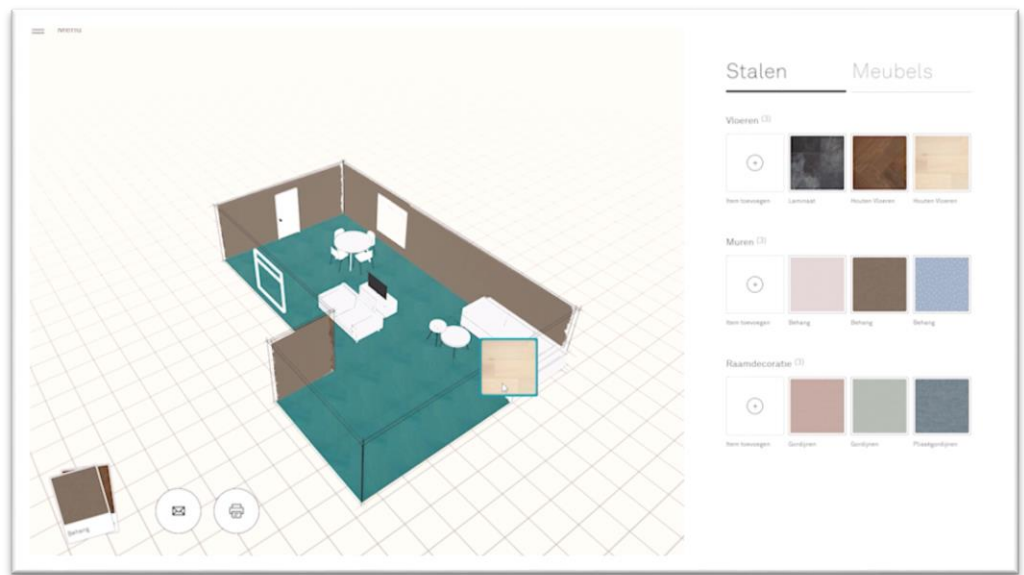 Menu
Stalen
Meubels
Vloeren (3)
Item toevoegen
Laminaat
Houten Vloeren
Houten Vloeren
Muren (3)
Item toevoegen
Behang
Behang
Behang
Raamdecoratie (3)
Item toevoegen
Gordijnen
Gordijnen
Plisségordijnen
Behang